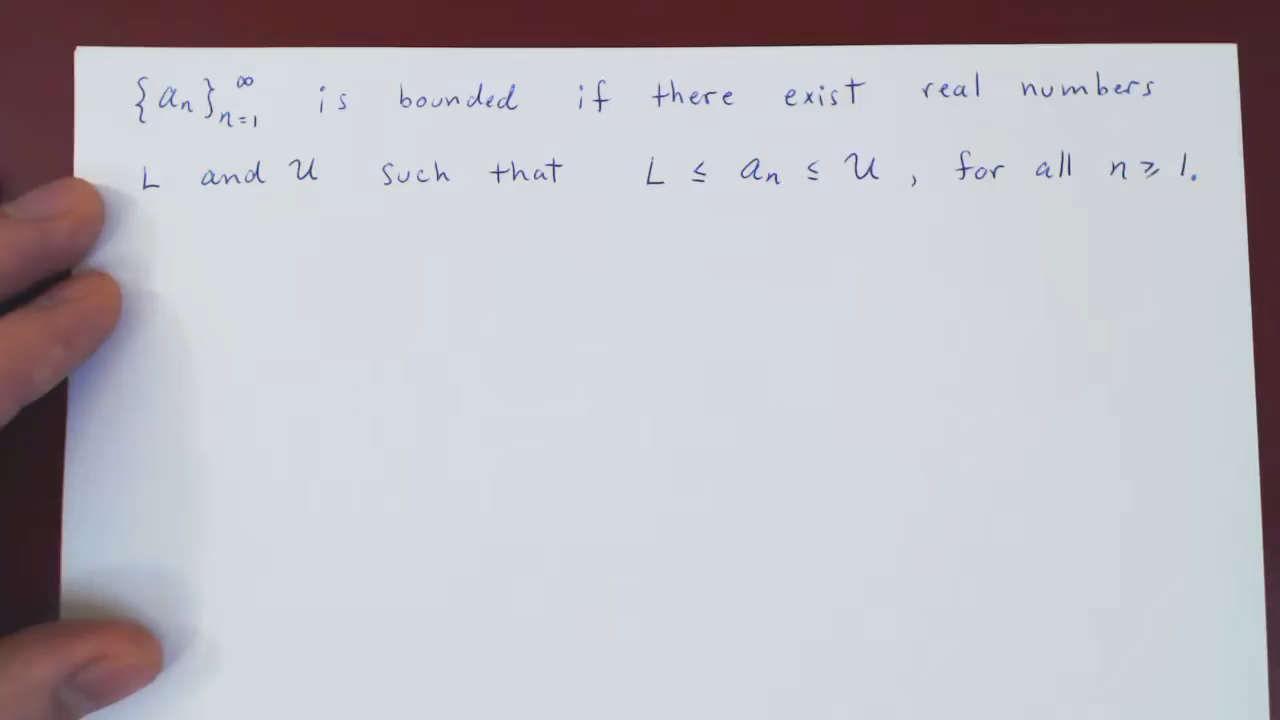 {aₙ}ₙ₌₁^∞ is bounded if there exist real numbers
L and U such that L ≤ aₙ ≤ U , for all n ≥ 1.